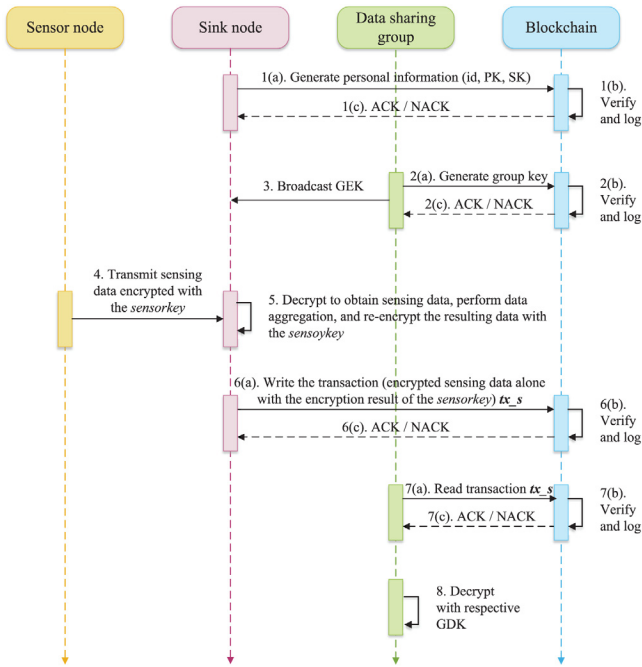 Sensor node
Sink node
Data sharing
group
Blockchain
1(a). Generate personal information (id, PK, SK)
1(b).
Verify
and log
1(c). ACK / NACK
2(a). Generate group key
2(b).
Verify
and log
3. Broadcast GEK
2(c). ACK / NACK
4. Transmit sensing
data encrypted with
the sensorkey
5. Decrypt to obtain sensing data, perform data
aggregation, and re-encrypt the resulting data with
the sensoykey
6(a). Write the transaction (encrypted sensing data alone
with the encryption result of the sensorkey) tx_s
6(b).
Verify
and log
6(c). ACK / NACK
7(a). Read transaction tx_s
7(b).
Verify
and log
7(c). ACK / NACK
8. Decrypt
with respective
GDK